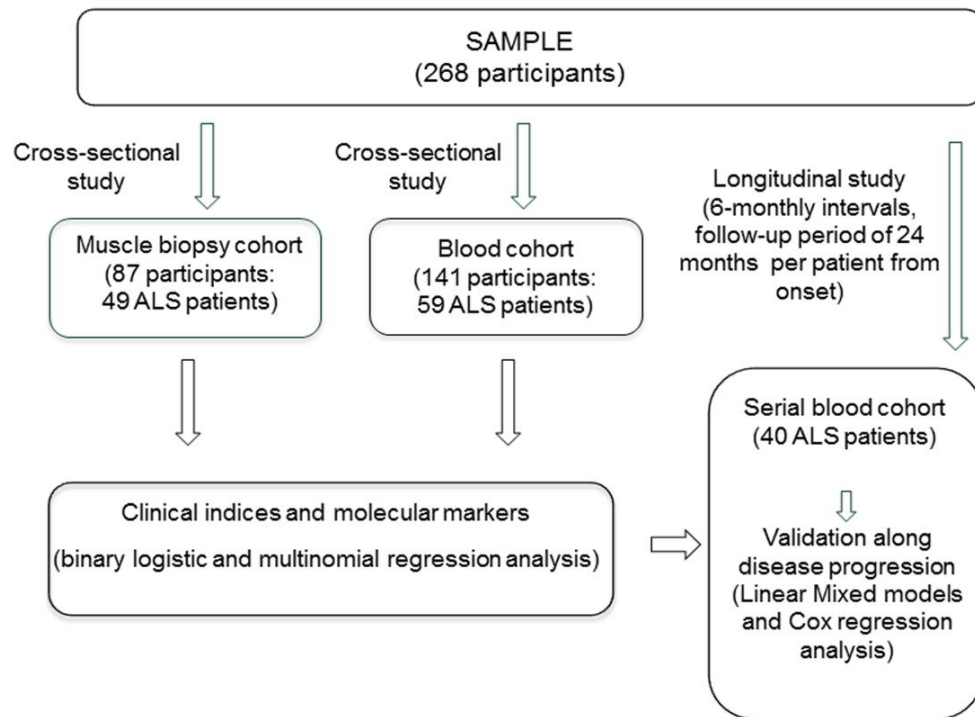 SAMPLE
(268 participants)
Cross-sectional
study
Cross-sectional
study
Longitudinal study
(6-monthly intervals,
follow-up period of 24
months per patient from
onset)
Muscle biopsy cohort
(87 participants:
49 ALS patients)
Blood cohort
(141 participants:
59 ALS patients)
Serial blood cohort
(40 ALS patients)
Clinical indices and molecular markers
(binary logistic and multinomial regression analysis)
Validation along
disease progression
(Linear Mixed models
and Cox regression
analysis)